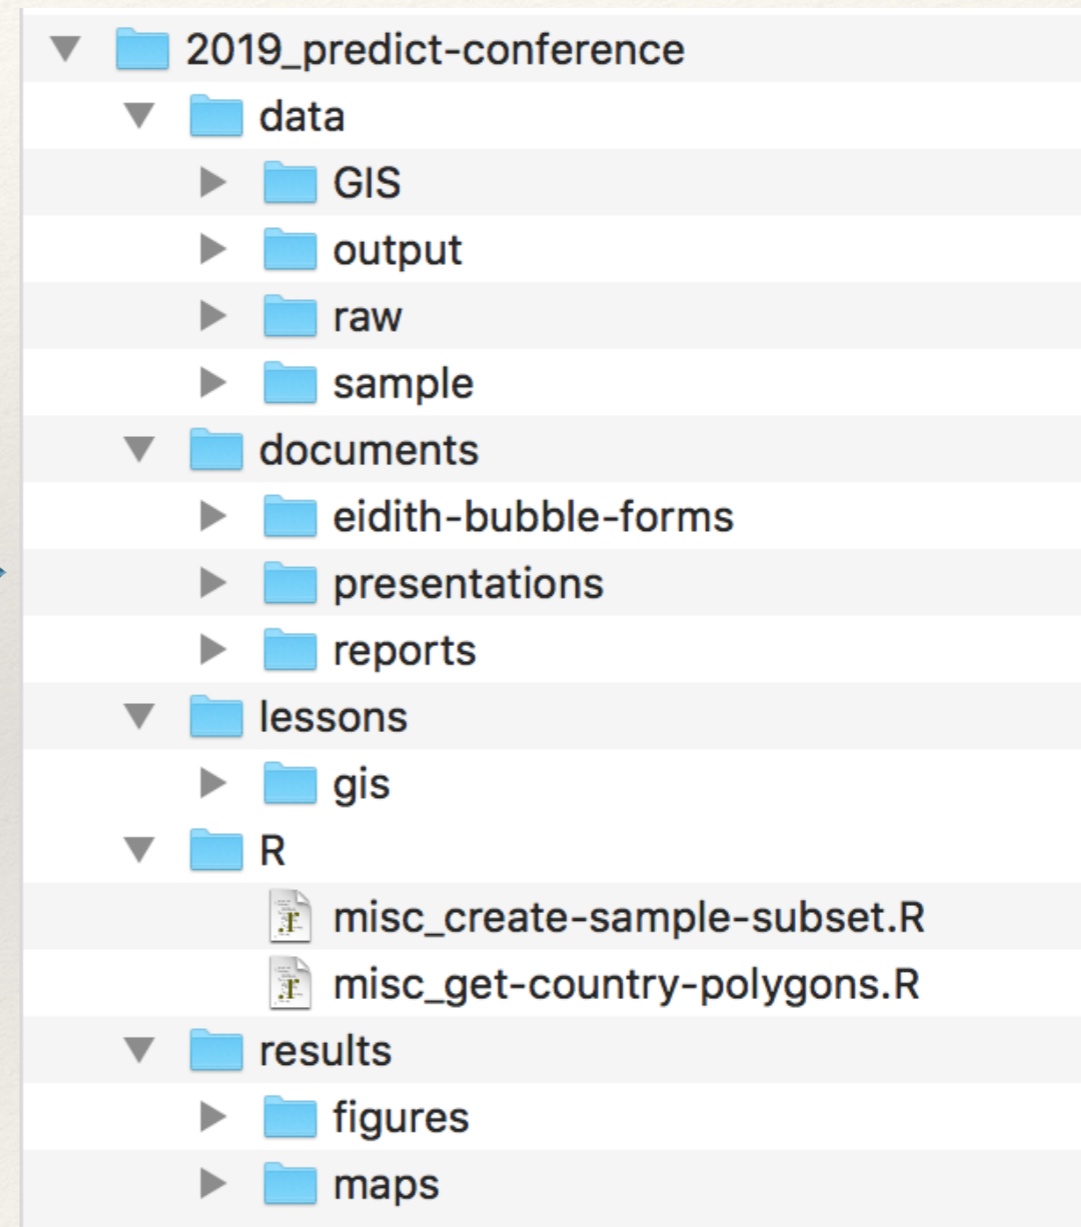 2019_predict-conference
data
GIS
output
raw
sample
documents
eidith-bubble-forms
presentations
reports
lessons
gis
R
misc_create-sample-subset.R
misc_get-country-polygons.R
results
figures
maps